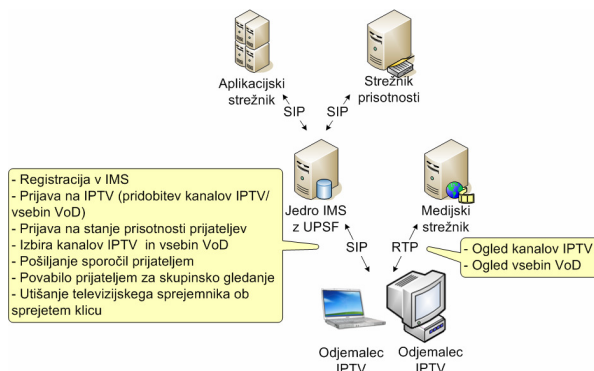 Aplikacijski
strežnik
Strežnik
prisotnosti
SIP
SIP
- Registracija v IMS
- Prijava na IPTV (pridobitev kanalov IPTV/
vsebin VoD)
- Prijava na stanje prisotnosti prijateljev
- Izbira kanalov IPTV in vsebin VoD
- Pošiljanje sporočil prijateljem
- Povabilo prijateljem za skupinsko gledanje
- Utišanje televizijskega sprejemnika ob
sprejetem klicu
Jedro IMS
z UPSF
Medijski
strežnik
SIP
RTP
- Ogled kanalov IPTV
- Ogled vsebin VoD
Odjemalec
IPTV
Odjemalec
IPTV